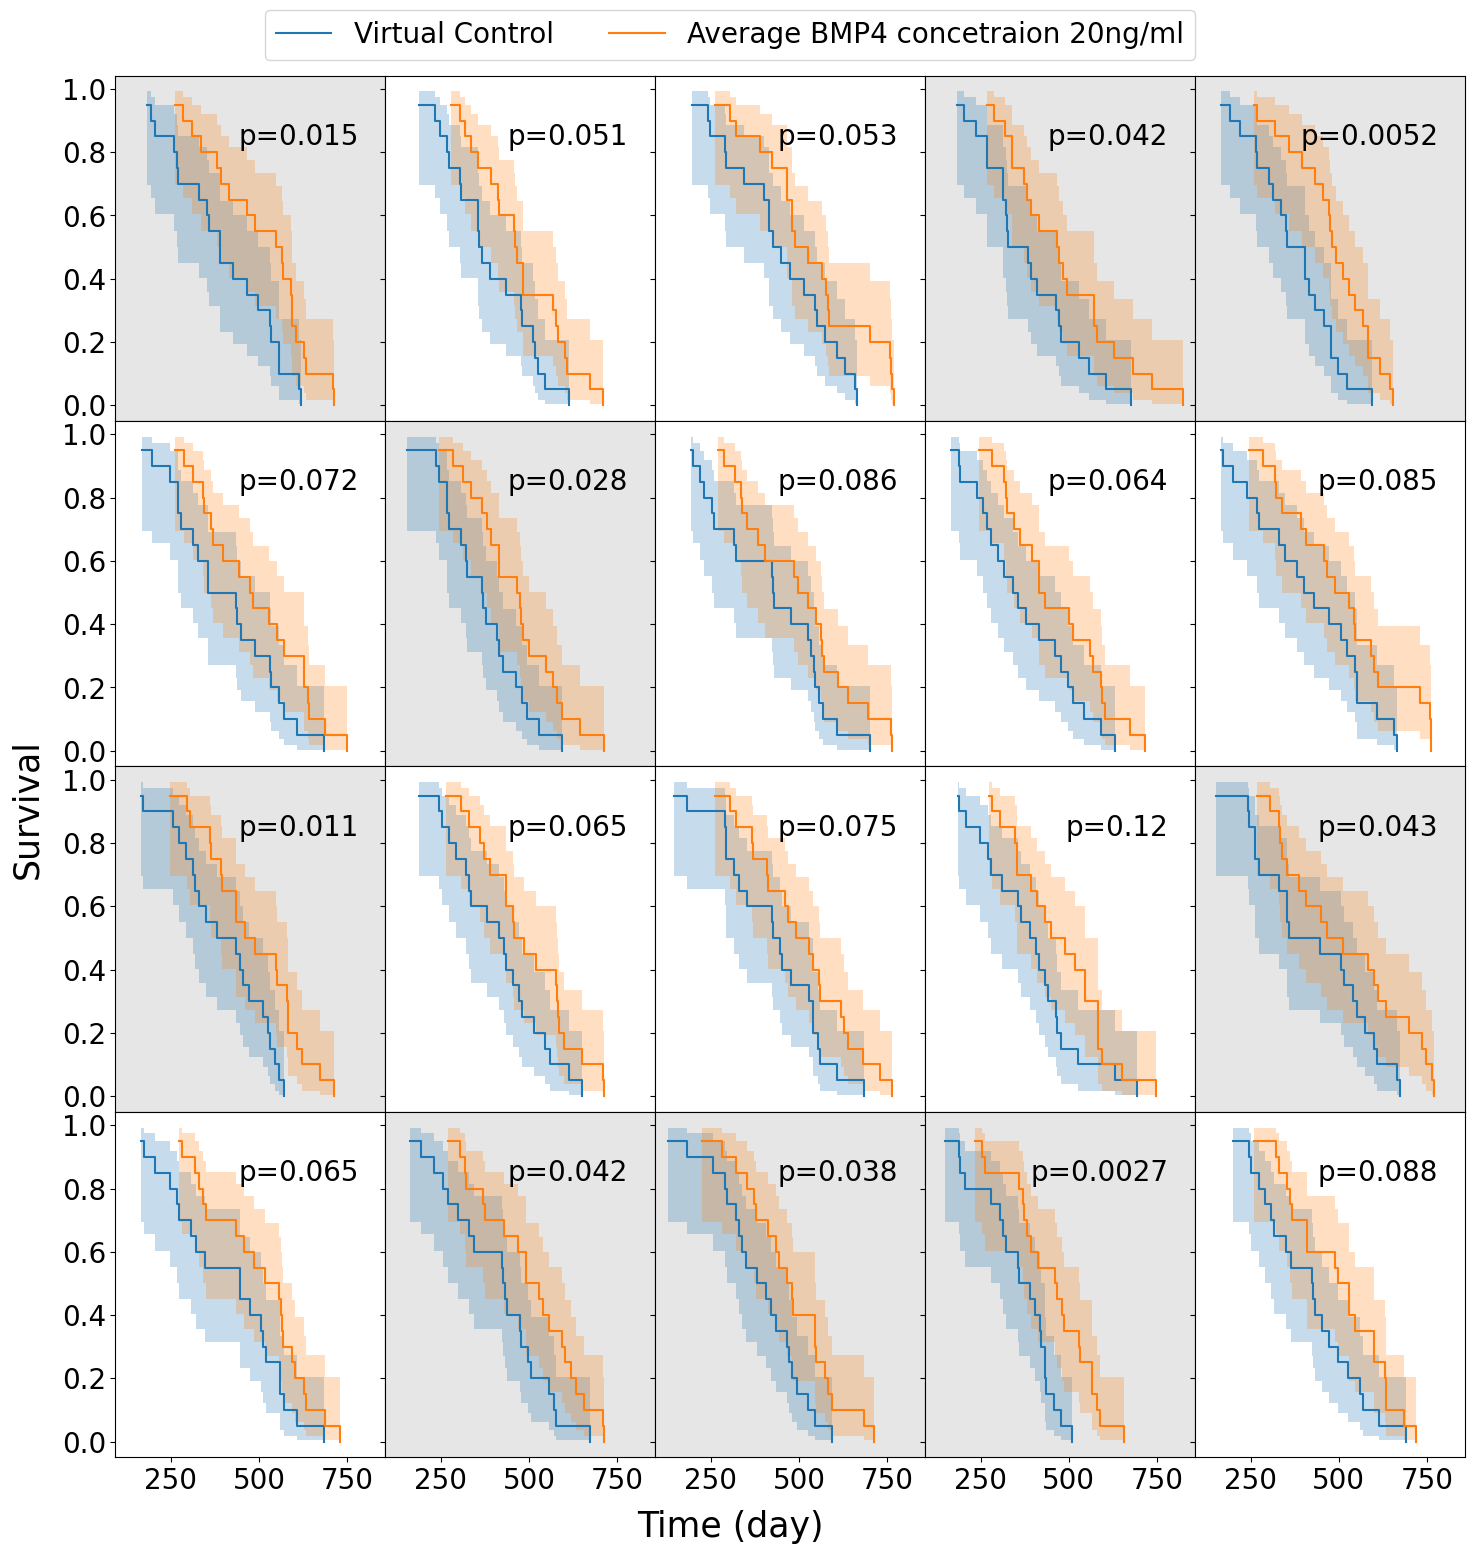 Virtual Control
Average BMP4 concetraion 20ng/ml
1.0
0.8
0.6
0.4
0.2
0.0
p=0.015
p=0.051
p=0.053
p=0.042
p=0.0052
1.0
0.8
0.6
0.4
0.2
0.0
p=0.072
p=0.028
p=0.086
p=0.064
p=0.085
Survival
1.0
0.8
0.6
0.4
0.2
0.0
p=0.011
p=0.065
p=0.075
p=0.12
p=0.043
1.0
0.8
0.6
0.4
0.2
0.0
p=0.065
p=0.042
p=0.038
p=0.0027
p=0.088
250 500 750
250 500 750
250 500 750
250 500 750
250 500 750
Time (day)